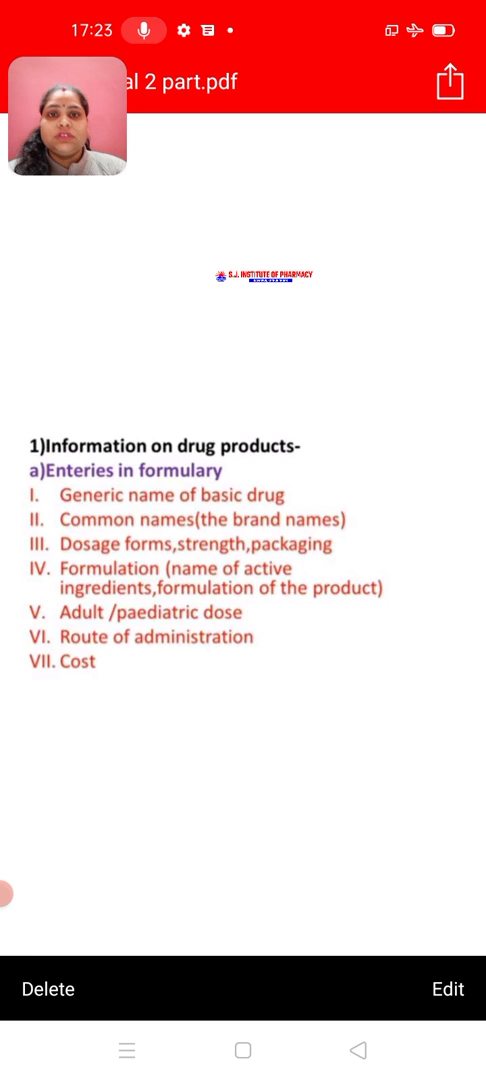 17:23
al 2 part.pdf
S.J. INSTITUTE OF PHARMACY
1)Information on drug products-
a)Enteries in formulary
I. Generic name of basic drug
II. Common names(the brand names)
III. Dosage forms,strength,packaging
IV. Formulation (name of active
ingredients,formulation of the product)
V. Adult /paediatric dose
VI. Route of administration
VII. Cost
Delete
Edit